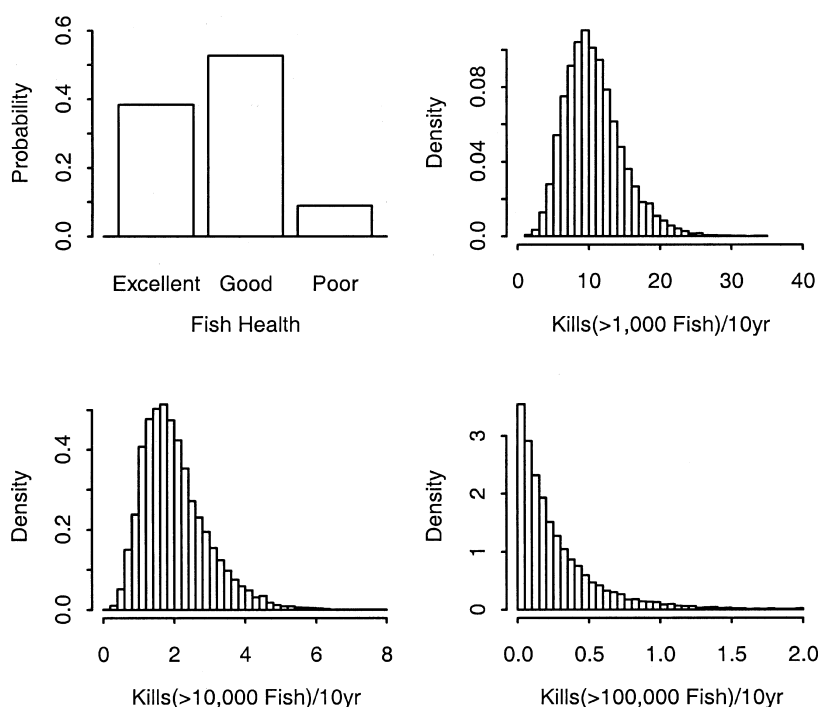 Probability
0.0 0.2 0.4 0.6
Excellent Good Poor
Fish Health
Density
0.0 0.04 0.08
0 10 20 30 40
Kills(>1,000 Fish)/10yr
Density
0.0 0.2 0.4
0 2 4 6 8
Kills(>10,000 Fish)/10yr
Density
0 1 2 3
0.0 0.5 1.0 1.5 2.0
Kills(>100,000 Fish)/10yr